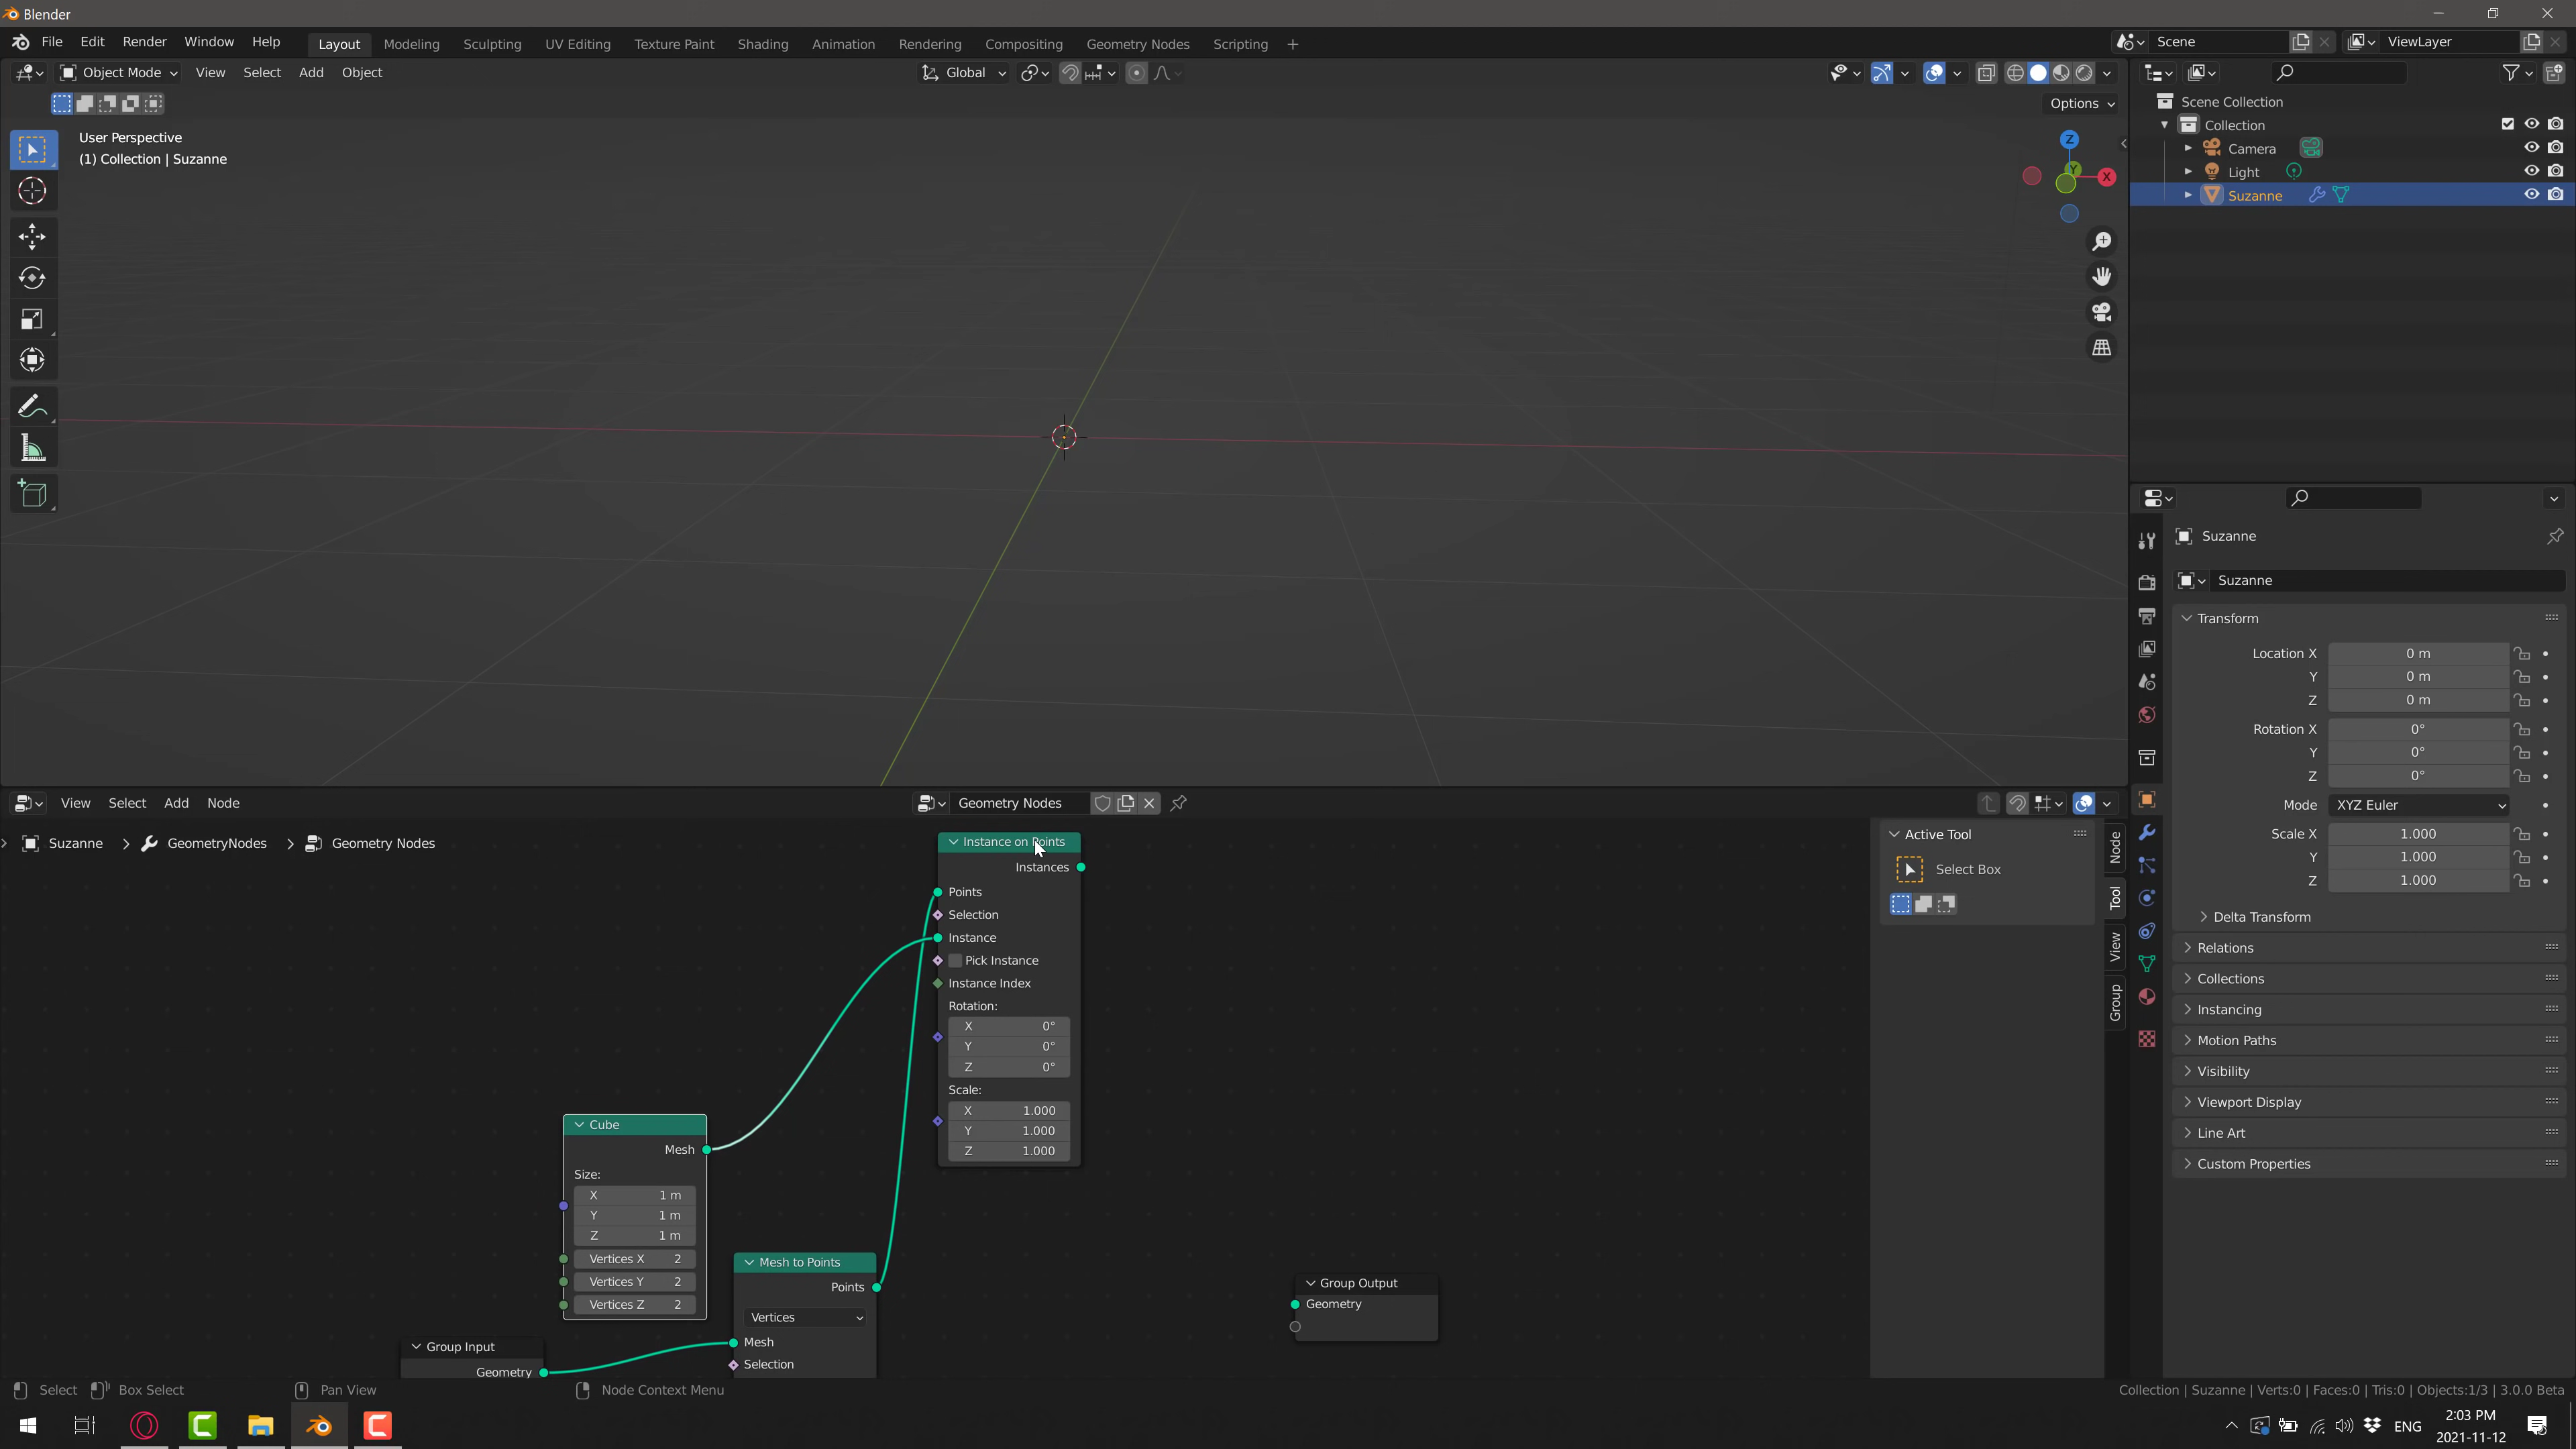 Blender
File Edit Render Window Help Layout Modeling Sculpting UV Editing Texture Paint Shading Animation Rendering Compositing Geometry Nodes Scripting + Scene ViewLayer
Object Mode View Select Add Object Global
Options
User Perspective
(1) Collection | Suzanne
Z
Y
X
Scene Collection
Collection
Camera
Light
Suzanne
Suzanne
Suzanne
Transform
Location X 0 m
Y 0 m
Z 0 m
Rotation X 0°
Y 0°
Z 0°
Mode XYZ Euler
Scale X 1.000
Y 1.000
Z 1.000
Delta Transform
Relations
Collections
Instancing
Motion Paths
Visibility
Viewport Display
Line Art
Custom Properties
View Select Add Node Geometry Nodes
Suzanne > GeometryNodes > Geometry Nodes
Instance on Points
Instances
Points
Selection
Instance
Pick Instance
Instance Index
Rotation:
X 0°
Y 0°
Z 0°
Scale:
X 1.000
Y 1.000
Z 1.000
Cube
Mesh
Size:
X 1 m
Y 1 m
Z 1 m
Vertices X 2
Vertices Y 2
Vertices Z 2
Mesh to Points
Points
Vertices
Mesh
Selection
Group Input
Geometry
Group Output
Geometry
Active Tool
Select Box
Node
Tool
View
Group
Select Box Select Pan View Node Context Menu
Collection | Suzanne | Verts:0 | Faces:0 | Tris:0 | Objects:1/3 | 3.0.0 Beta
ENG
2:03 PM
2021-11-12